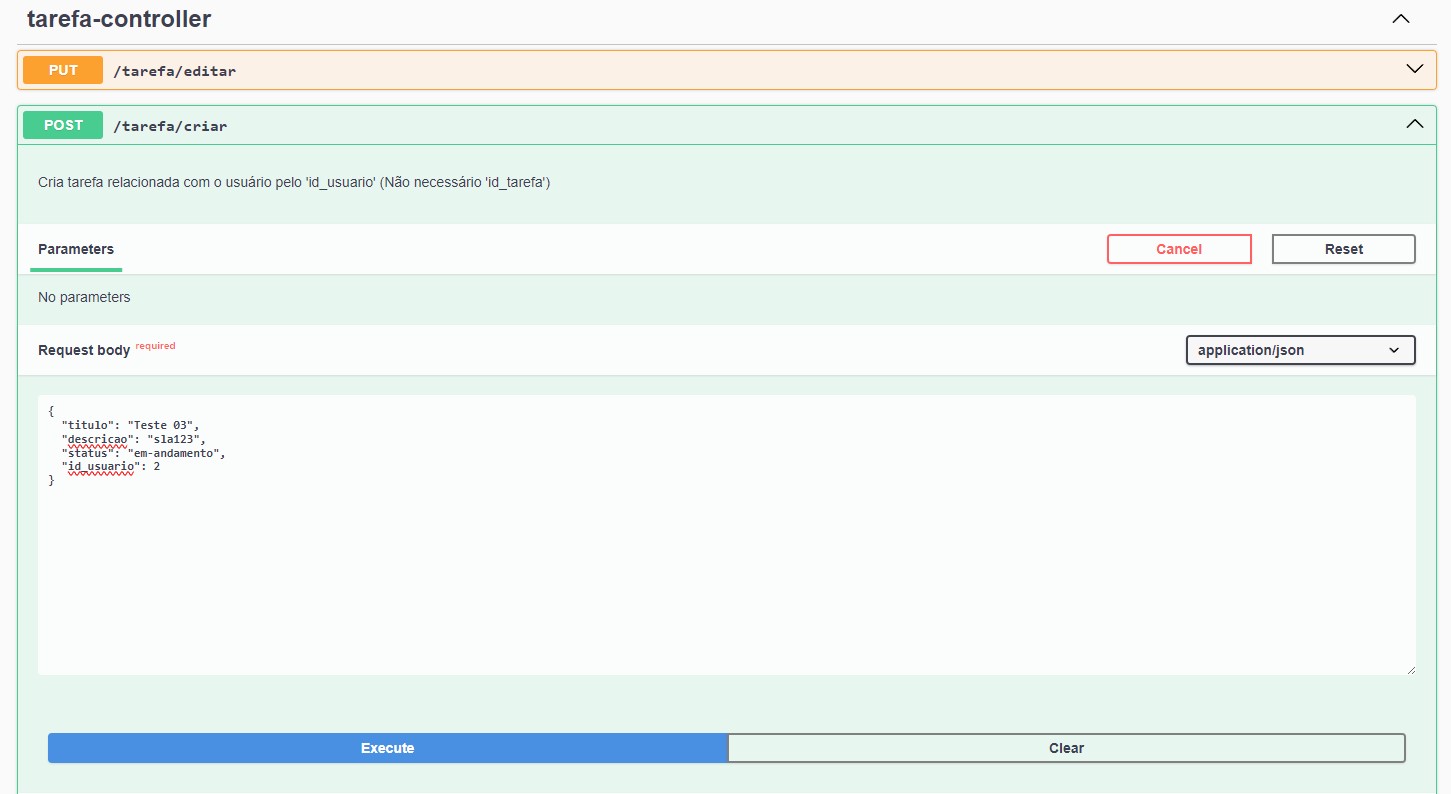 tarefa-controller
PUT /tarefa/editar
POST /tarefa/criar
Cria tarefa relacionada com o usuário pelo 'id_usuario' (Não necessário 'id_tarefa')
Parameters Cancel Reset
No parameters
Request body required application/json
{
  "titulo": "Teste 03",
  "descricao": "sla123",
  "status": "em-andamento",
  "id_usuario": 2
}
Execute Clear